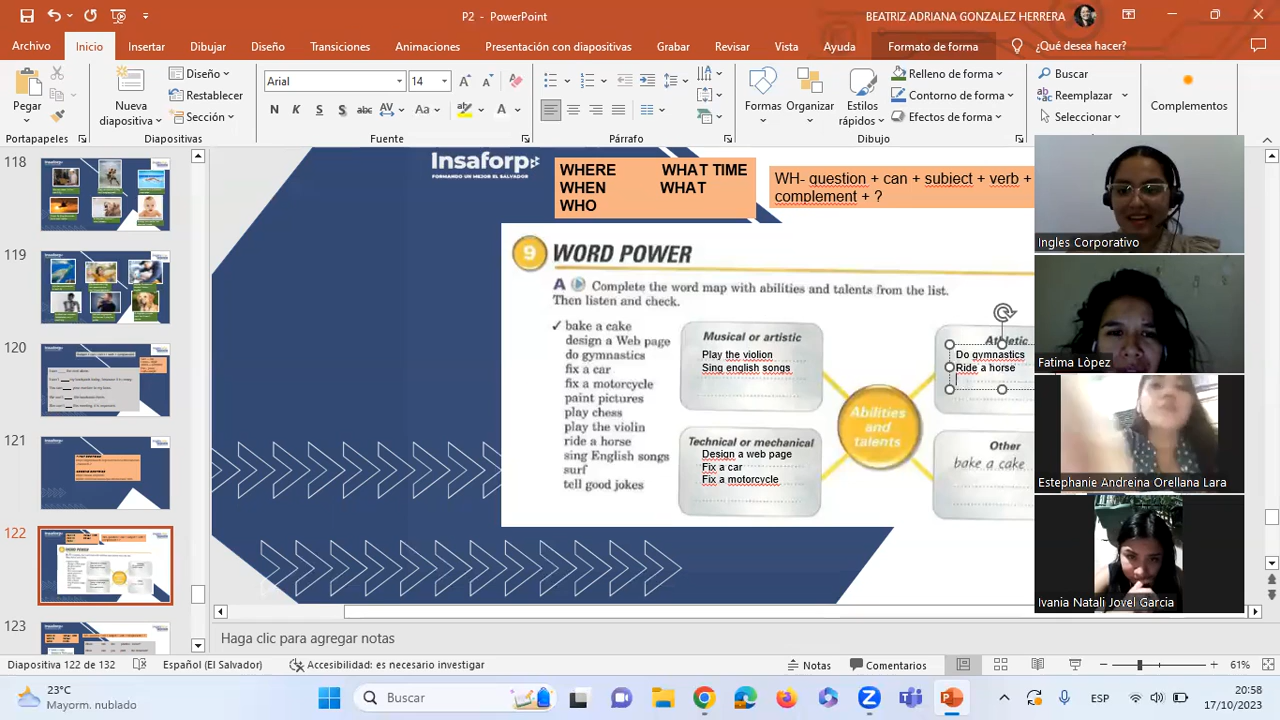 P2 - PowerPoint
BEATRIZ ADRIANA GONZALEZ HERRERA
Archivo Inicio Insertar Dibujar Diseño Transiciones Animaciones Presentación con diapositivas Grabar Revisar Vista Ayuda Formato de forma ¿Qué desea hacer?
Pegar
Nueva
diapositiva
Diseño
Restablecer
Sección
Arial 14
N K S S abc AV Aa A
Formas Organizar Estilos
rápidos
Relleno de forma
Contorno de forma
Efectos de forma
Buscar
Reemplazar
Seleccionar
Complementos
Portapapeles Diapositivas Fuente Párrafo Dibujo
118
119
120
121
122
123
Insaforp
FORMANDO UN MEJOR EL SALVADOR
WHERE WHAT TIME
WHEN WHAT
WHO
WH- question + can + subject + verb +
complement + ?
9 WORD POWER
A Complete the word map with abilities and talents from the list.
Then listen and check.
✓ bake a cake
design a Web page
do gymnastics
fix a car
fix a motorcycle
paint pictures
play chess
play the violin
ride a horse
sing English songs
surf
tell good jokes
Musical or artistic
Play the violion
Sing english songs
Technical or mechanical
Design a web page
Fix a car
Fix a motorcycle
Abilities
and
talents
Athletic
Do gymnastics
Ride a horse
Other
bake a cake
Ingles Corporativo
Fatima Lòpez
Estephanie Andreina Orellana Lara
Ivania Natali Jovel Garcia
Haga clic para agregar notas
Diapositiva 122 de 132 Español (El Salvador) Accesibilidad: es necesario investigar Notas Comentarios 61%
23°C
Mayorm. nublado
Buscar
ESP
20:58
17/10/2023